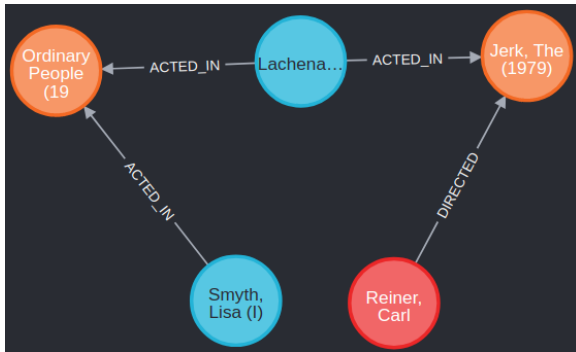 Ordinary
People
(19
ACTED_IN
Lachena…
ACTED_IN
Jerk, The
(1979)
ACTED_IN
DIRECTED
Smyth,
Lisa (I)
Reiner,
Carl